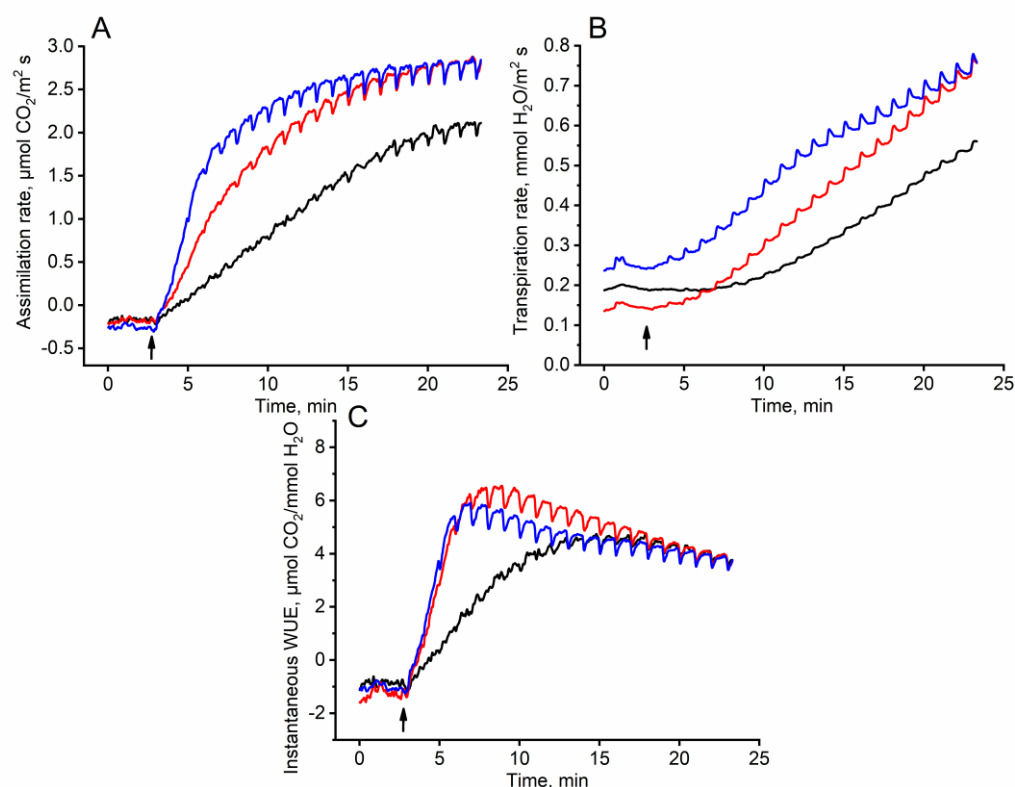 A
Assimilation rate, µmol CO₂/m² s
3.0
2.5
2.0
1.5
1.0
0.5
0.0
-0.5
0 5 10 15 20 25
Time, min
B
Transpiration rate, mmol H₂O/m² s
0.8
0.7
0.6
0.5
0.4
0.3
0.2
0.1
0.0
0 5 10 15 20 25
Time, min
C
Instantaneous WUE, µmol CO₂/mmol H₂O
8
6
4
2
0
-2
0 5 10 15 20 25
Time, min